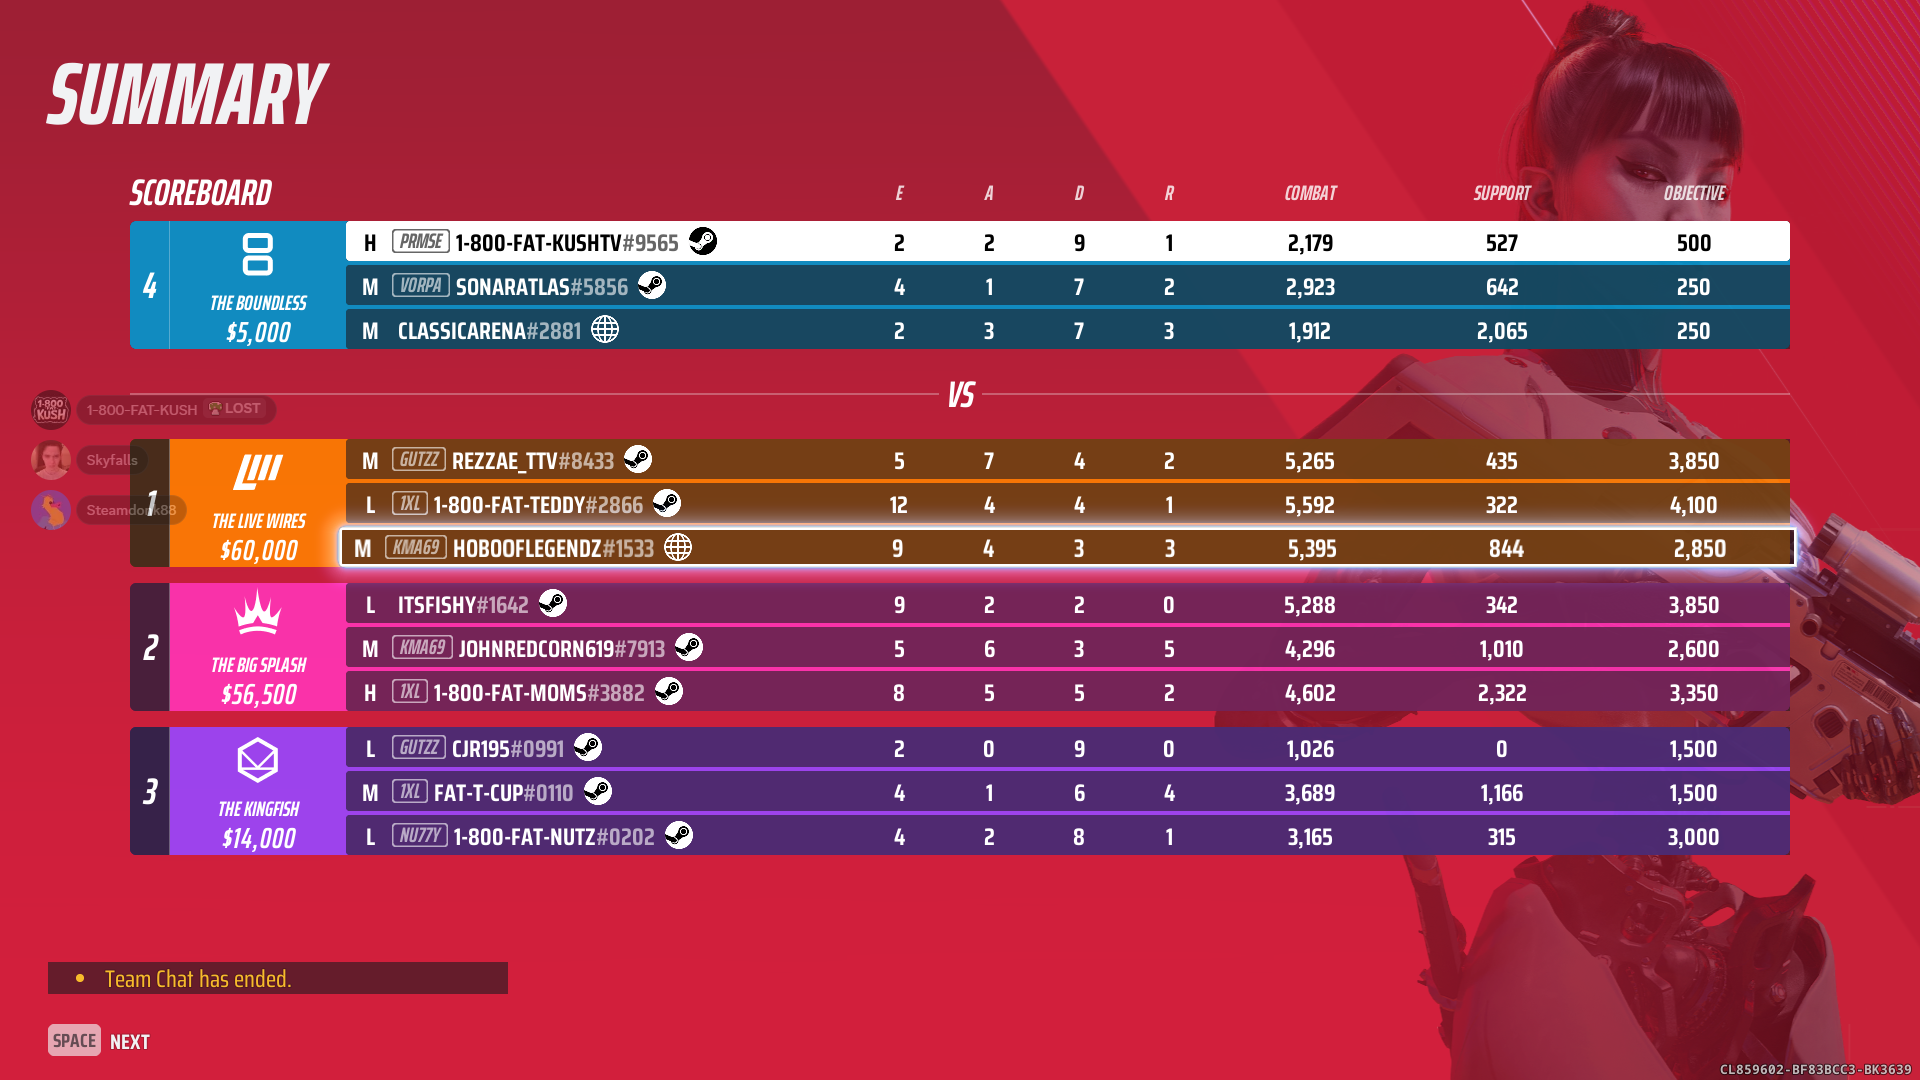 SUMMARY
SCOREBOARD E A D R COMBAT SUPPORT OBJECTIVE
4 THE BOUNDLESS $5,000
H PRMSE 1-800-FAT-KUSHTV#9565 2 2 9 1 2,179 527 500
M VORPA SONARATLAS#5856 4 1 7 2 2,923 642 250
M CLASSICARENA#2881 2 3 7 3 1,912 2,065 250
VS
1-800 KUSH 1-800-FAT-KUSH LOST
Skyfalls
Steamdonk88
1 THE LIVE WIRES $60,000
M GUTZZ REZZAE_TTV#8433 5 7 4 2 5,265 435 3,850
L 1XL 1-800-FAT-TEDDY#2866 12 4 4 1 5,592 322 4,100
M KMA69 HOBOOFLEGENDZ#1533 9 4 3 3 5,395 844 2,850
2 THE BIG SPLASH $56,500
L ITSFISHY#1642 9 2 2 0 5,288 342 3,850
M KMA69 JOHNREDCORN619#7913 5 6 3 5 4,296 1,010 2,600
H 1XL 1-800-FAT-MOMS#3882 8 5 5 2 4,602 2,322 3,350
3 THE KINGFISH $14,000
L GUTZZ CJR195#0991 2 0 9 0 1,026 0 1,500
M 1XL FAT-T-CUP#0110 4 1 6 4 3,689 1,166 1,500
L NU77Y 1-800-FAT-NUTZ#0202 4 2 8 1 3,165 315 3,000
Team Chat has ended.
SPACE NEXT
CL859602-BF83BCC3-BK3639